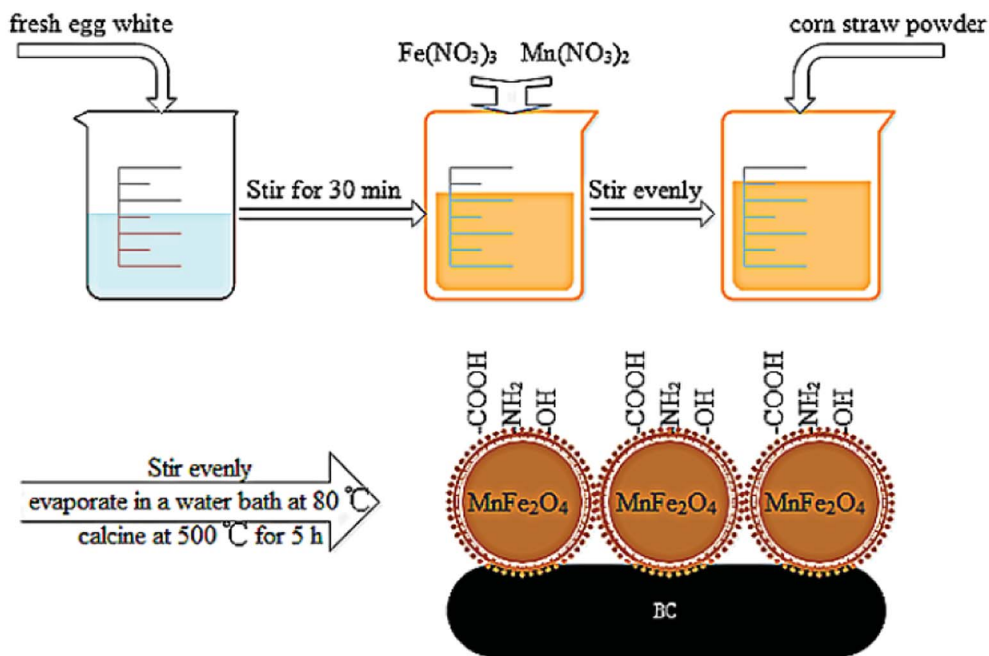 fresh egg white
Fe(NO₃)₃ Mn(NO₃)₂
corn straw powder
Stir for 30 min
Stir evenly
-COOH
-NH₂
-OH
-COOH
-NH₂
-OH
-COOH
-NH₂
-OH
Stir evenly
evaporate in a water bath at 80 ℃
calcine at 500 ℃ for 5 h
MnFe₂O₄
MnFe₂O₄
MnFe₂O₄
BC